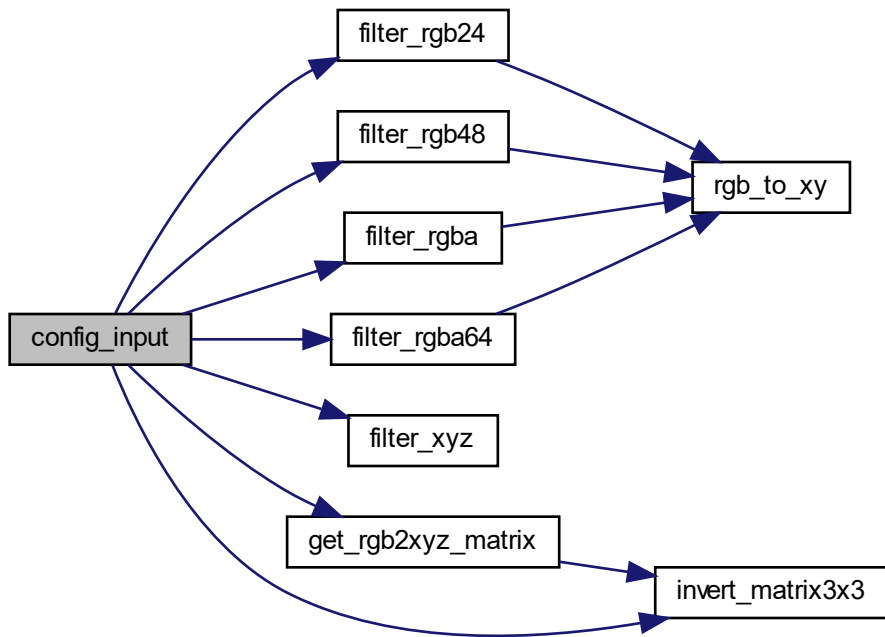 filter_rgb24
filter_rgb48
rgb_to_xy
filter_rgba
config_input
filter_rgba64
filter_xyz
get_rgb2xyz_matrix
invert_matrix3x3